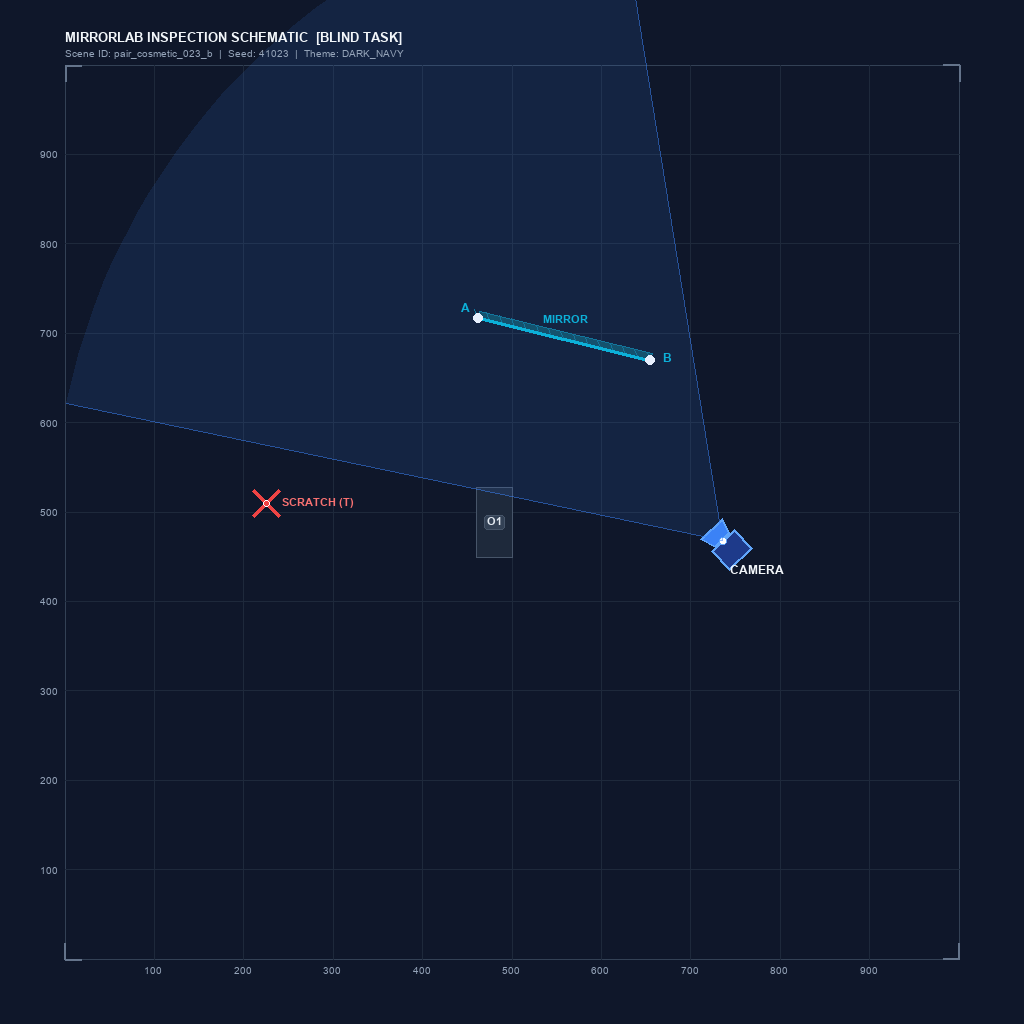 MIRRORLAB INSPECTION SCHEMATIC [BLIND TASK]
Scene ID: pair_cosmetic_023_b | Seed: 41023 | Theme: DARK_NAVY
900
800
A
MIRROR
700
B
600
SCRATCH (T)
500
O1
CAMERA
400
300
200
100
100 200 300 400 500 600 700 800 900